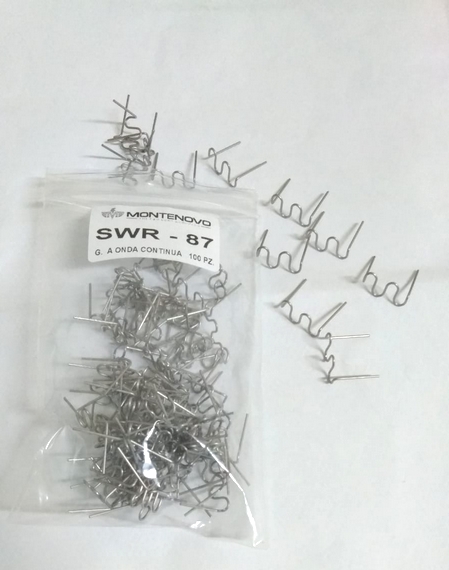 MONTENOVO
SWR - 87
G. A ONDA CONTINUA 100 PZ.